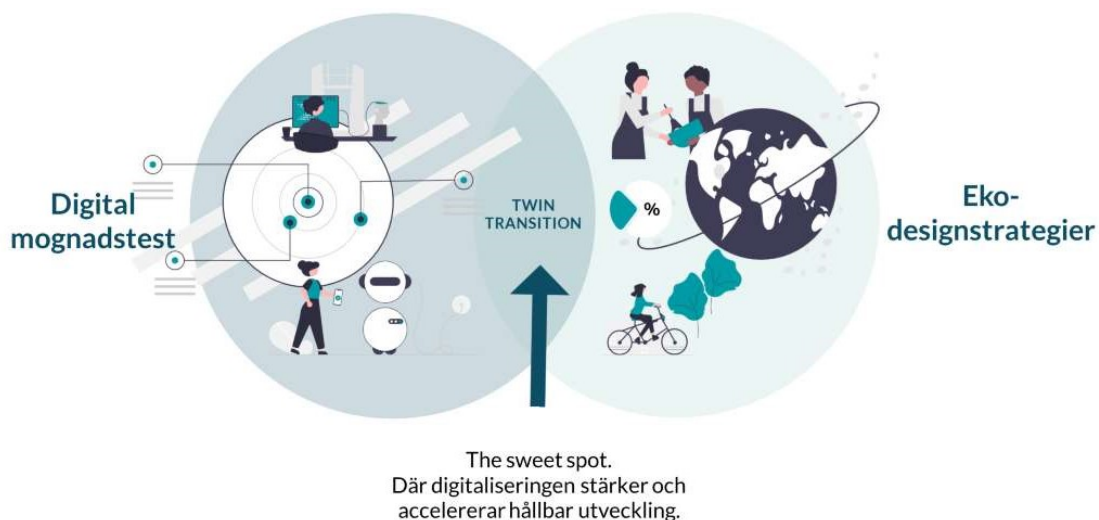 Digital
mognadstest
TWIN
TRANSITION
%
Eko-
designstrategier
The sweet spot.
Där digitaliseringen stärker och
accelererar hållbar utveckling.